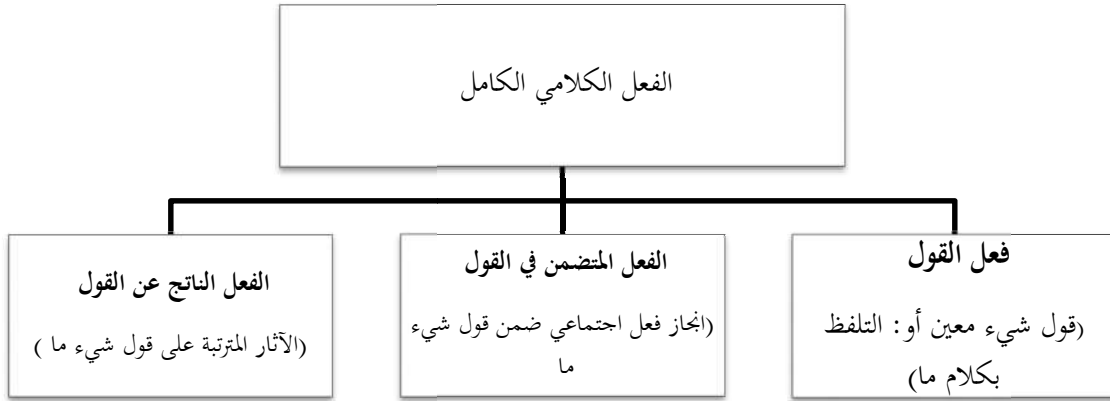 الفعل الكلامي الكامل
فعل القول
(قول شيء معين أو: التلفظ
بكلام ما)
الفعل المتضمن في القول
(انجاز فعل اجتماعي ضمن قول شيء
ما
الفعل الناتج عن القول
(الآثار المترتبة على قول شيء ما )